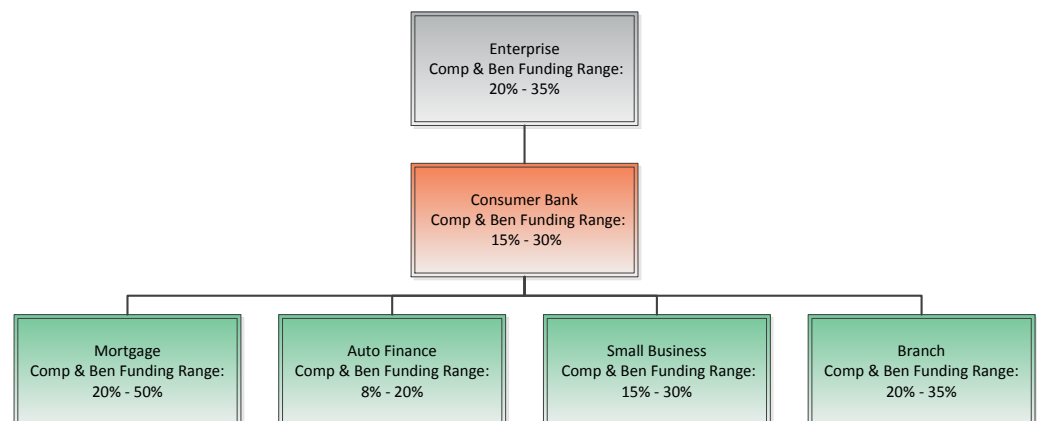 Enterprise
Comp & Ben Funding Range:
20% - 35%
Consumer Bank
Comp & Ben Funding Range:
15% - 30%
Mortgage
Comp & Ben Funding Range:
20% - 50%
Auto Finance
Comp & Ben Funding Range:
8% - 20%
Small Business
Comp & Ben Funding Range:
15% - 30%
Branch
Comp & Ben Funding Range:
20% - 35%